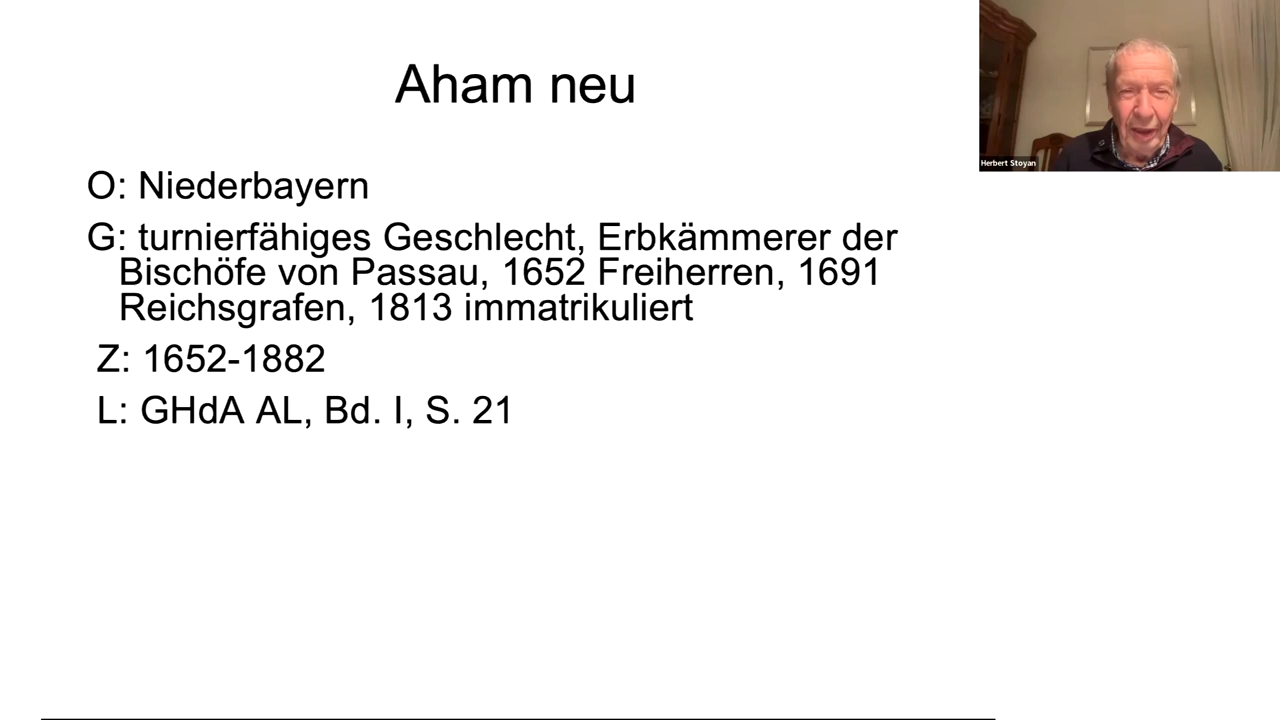 Aham neu
Herbert Stoyan
O: Niederbayern
G: turnierfähiges Geschlecht, Erbkämmerer der
Bischöfe von Passau, 1652 Freiherren, 1691
Reichsgrafen, 1813 immatrikuliert
Z: 1652-1882
L: GHdA AL, Bd. I, S. 21